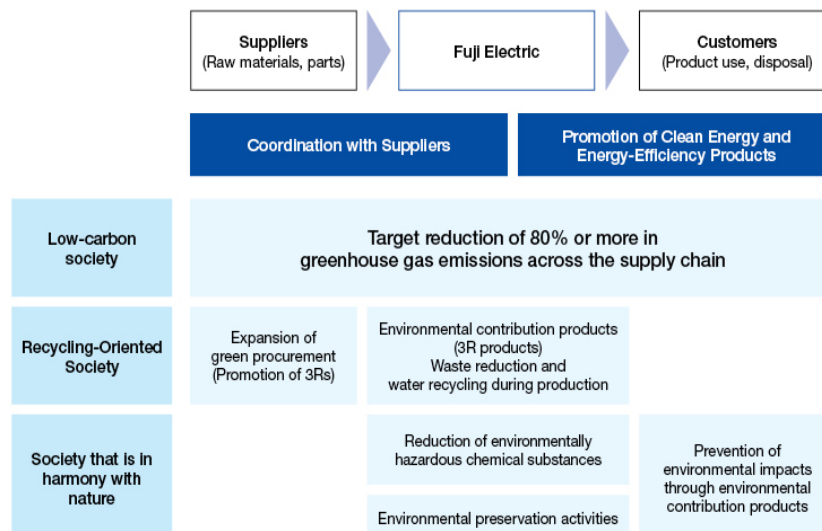 Suppliers
(Raw materials, parts)
Fuji Electric
Customers
(Product use, disposal)
Coordination with Suppliers
Promotion of Clean Energy and
Energy-Efficiency Products
Low-carbon
society
Target reduction of 80% or more in
greenhouse gas emissions across the supply chain
Recycling-Oriented
Society
Expansion of
green procurement
(Promotion of 3Rs)
Environmental contribution products
(3R products)
Waste reduction and
water recycling during production
Society that is in
harmony with
nature
Reduction of environmentally
hazardous chemical substances
Environmental preservation activities
Prevention of
environmental impacts
through environmental
contribution products